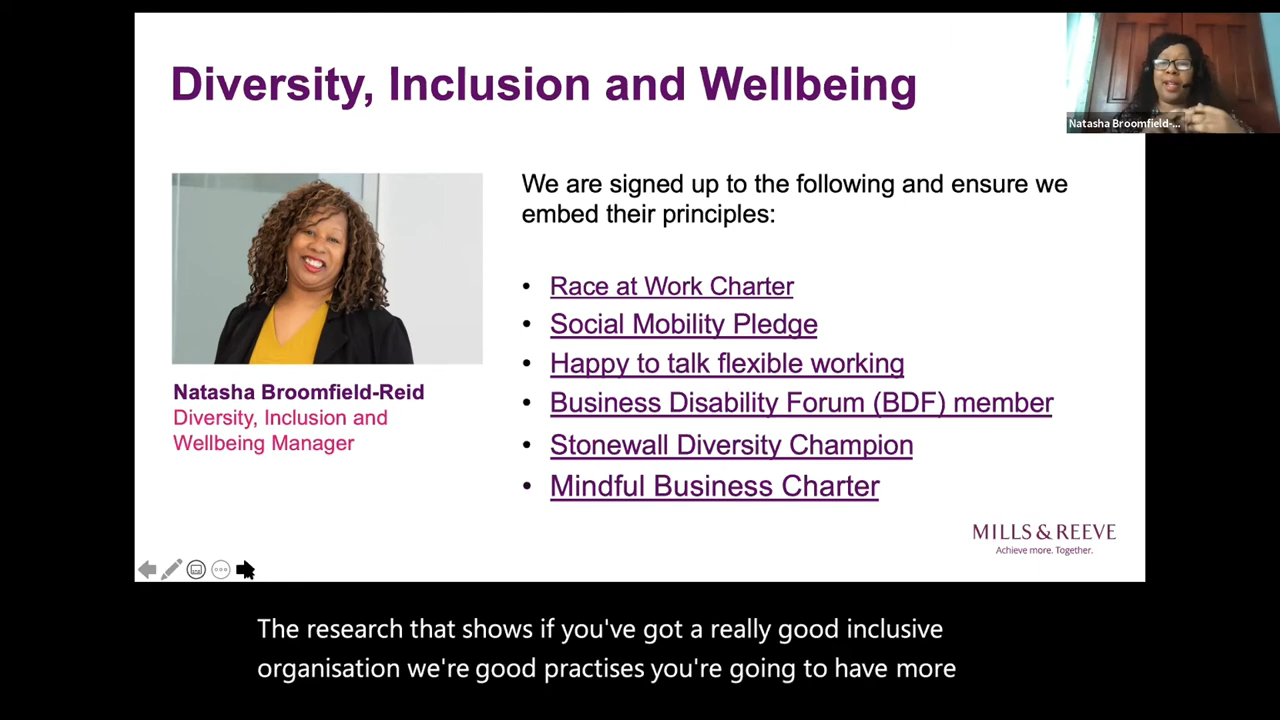 Diversity, Inclusion and Wellbeing
Natasha Broomfield-...
We are signed up to the following and ensure we
embed their principles:
• Race at Work Charter
• Social Mobility Pledge
• Happy to talk flexible working
• Business Disability Forum (BDF) member
• Stonewall Diversity Champion
• Mindful Business Charter
Natasha Broomfield-Reid
Diversity, Inclusion and
Wellbeing Manager
MILLS & REEVE
Achieve more. Together.
The research that shows if you've got a really good inclusive
organisation we're good practises you're going to have more